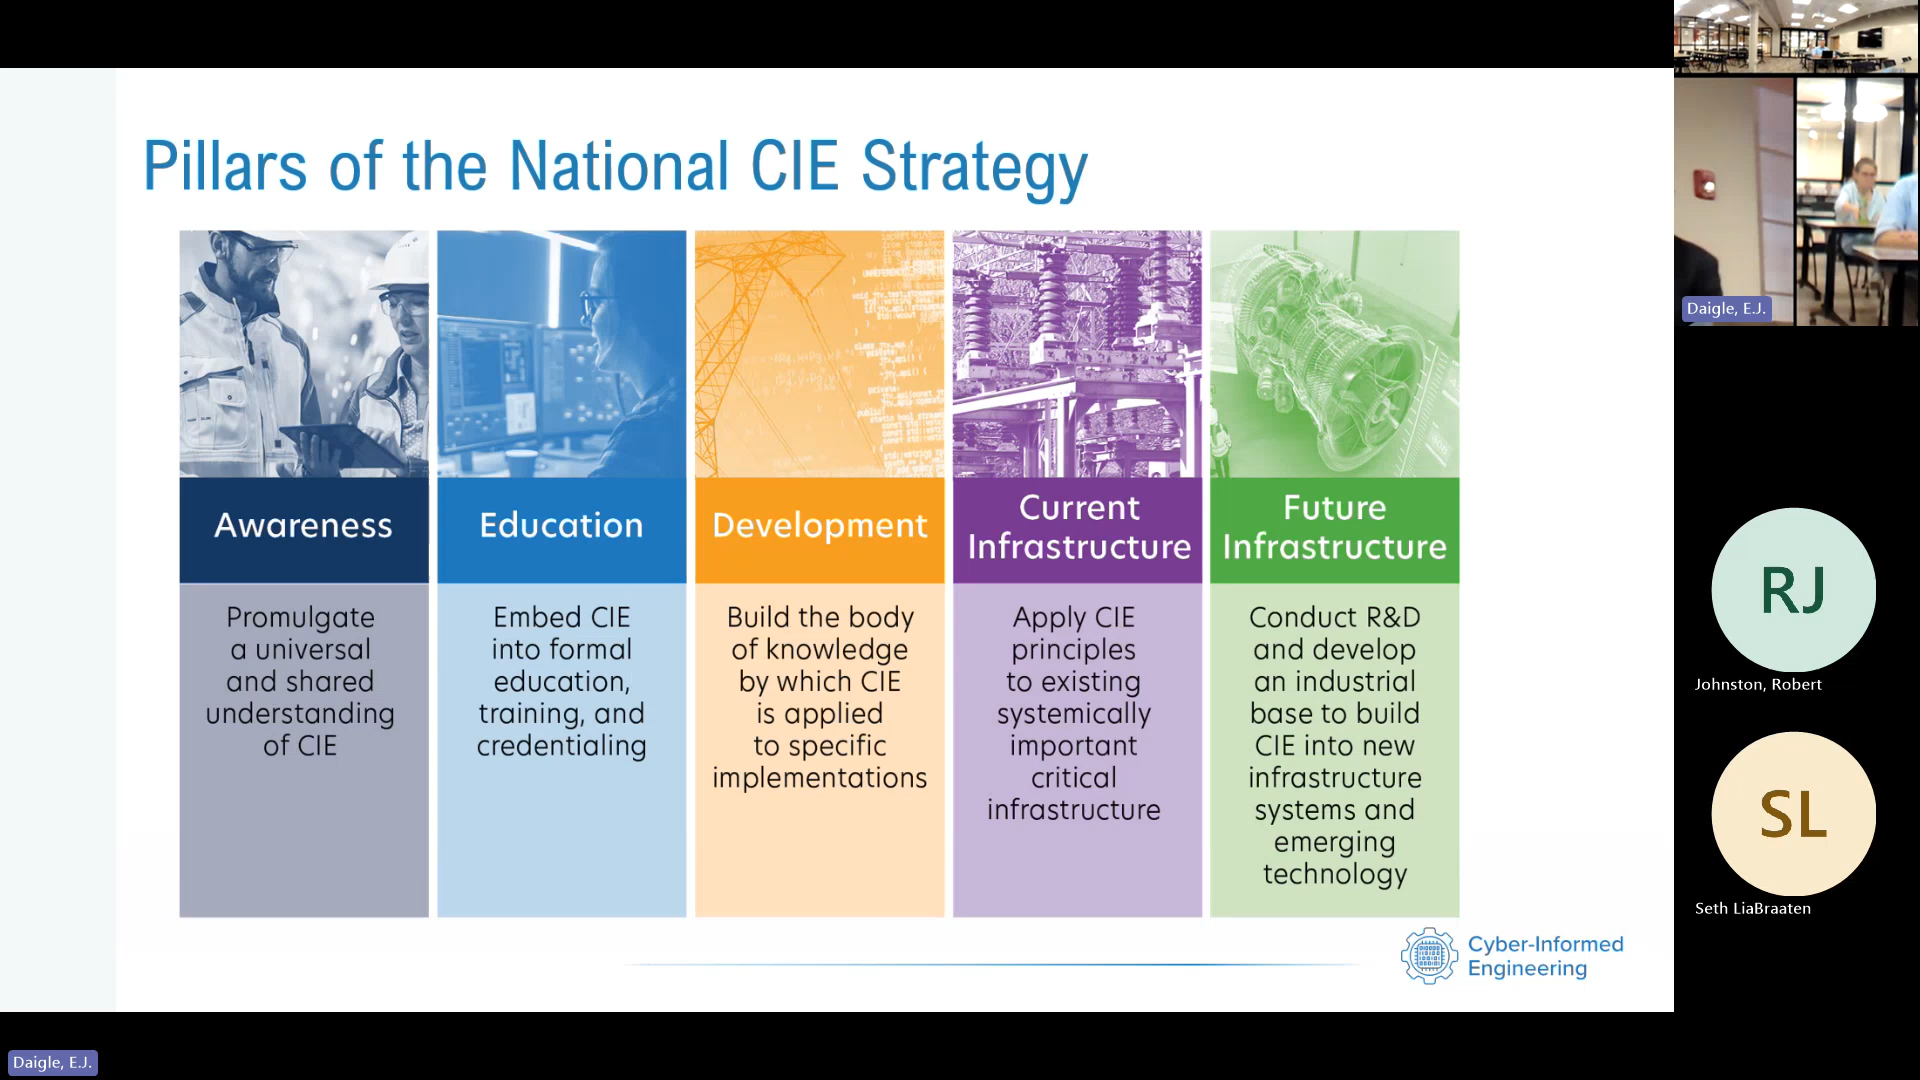 Pillars of the National CIE Strategy
Awareness
Promulgate
a universal
and shared
understanding
of CIE
Education
Embed CIE
into formal
education,
training, and
credentialing
Development
Build the body
of knowledge
by which CIE
is applied
to specific
implementations
Current
Infrastructure
Apply CIE
principles
to existing
systemically
important
critical
infrastructure
Future
Infrastructure
Conduct R&D
and develop
an industrial
base to build
CIE into new
infrastructure
systems and
emerging
technology
Cyber-Informed
Engineering
Daigle, E.J.
RJ
Johnston, Robert
SL
Seth LiaBraaten
Daigle, E.J.